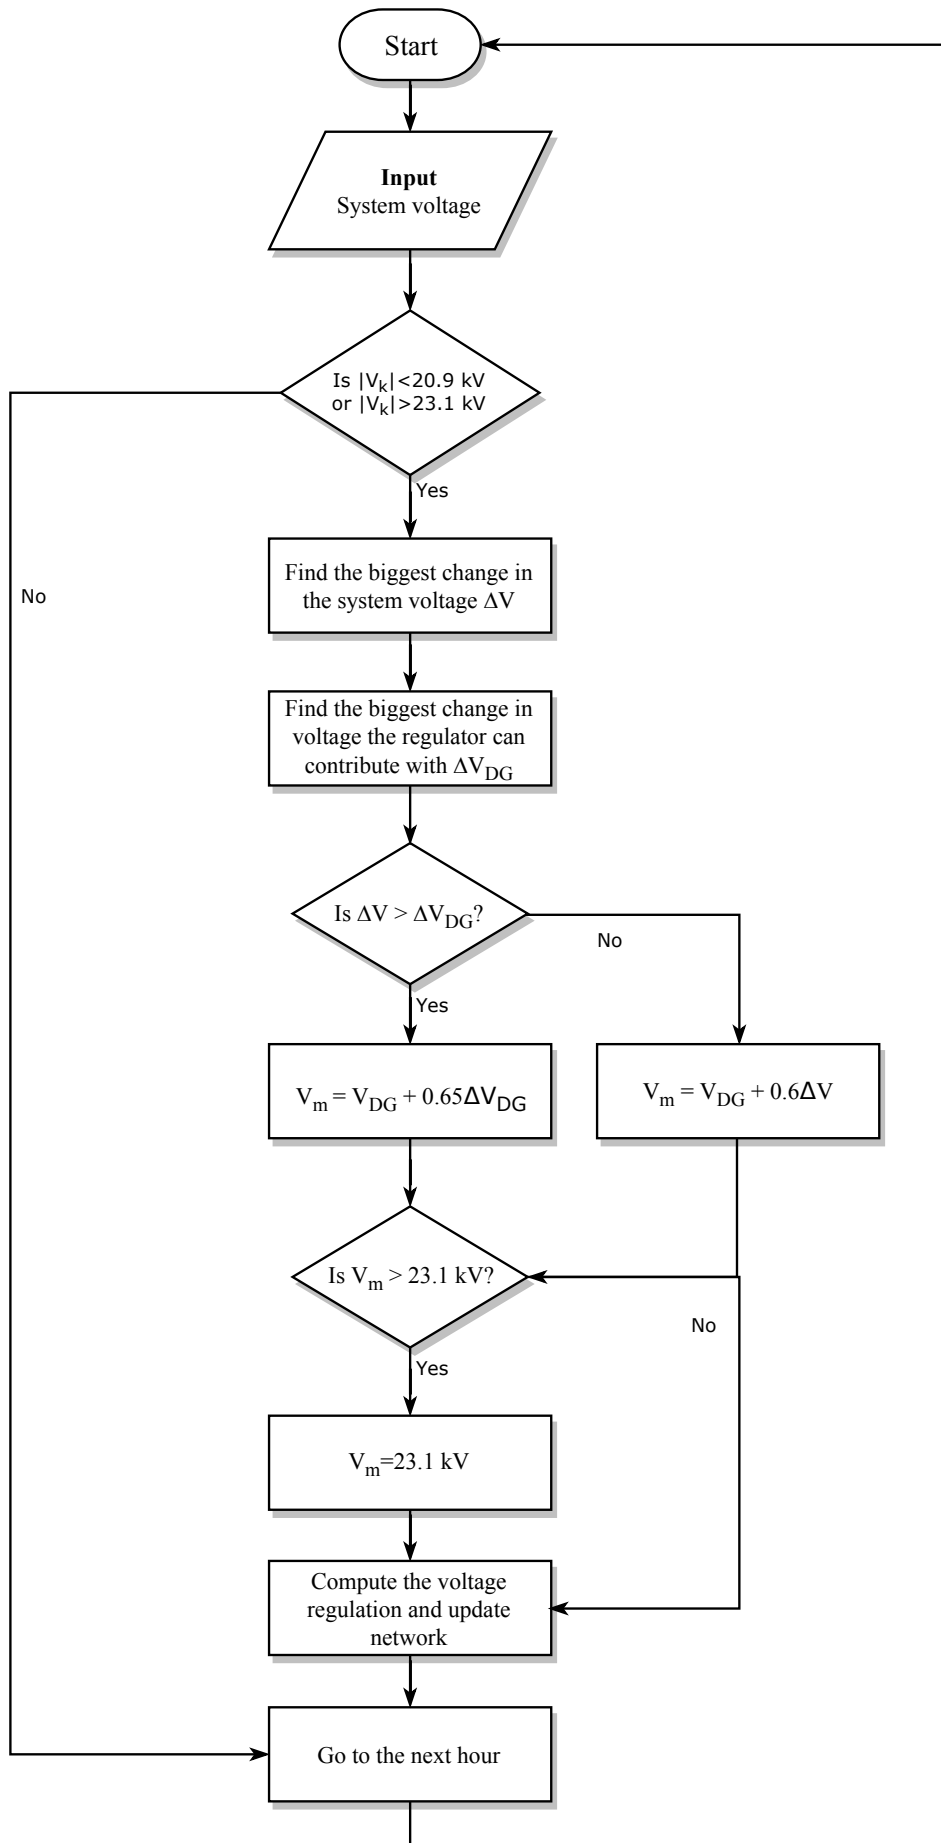 Start
Input
System voltage
Is |Vk|<20.9 kV
or |Vk|>23.1 kV
Yes
No
Find the biggest change in
the system voltage ΔV
Find the biggest change in
voltage the regulator can
contribute with ΔVDG
Is ΔV > ΔVDG?
No
Yes
Vm = VDG + 0.65ΔVDG
Vm = VDG + 0.6ΔV
Is Vm > 23.1 kV?
No
Yes
Vm=23.1 kV
Compute the voltage
regulation and update
network
Go to the next hour